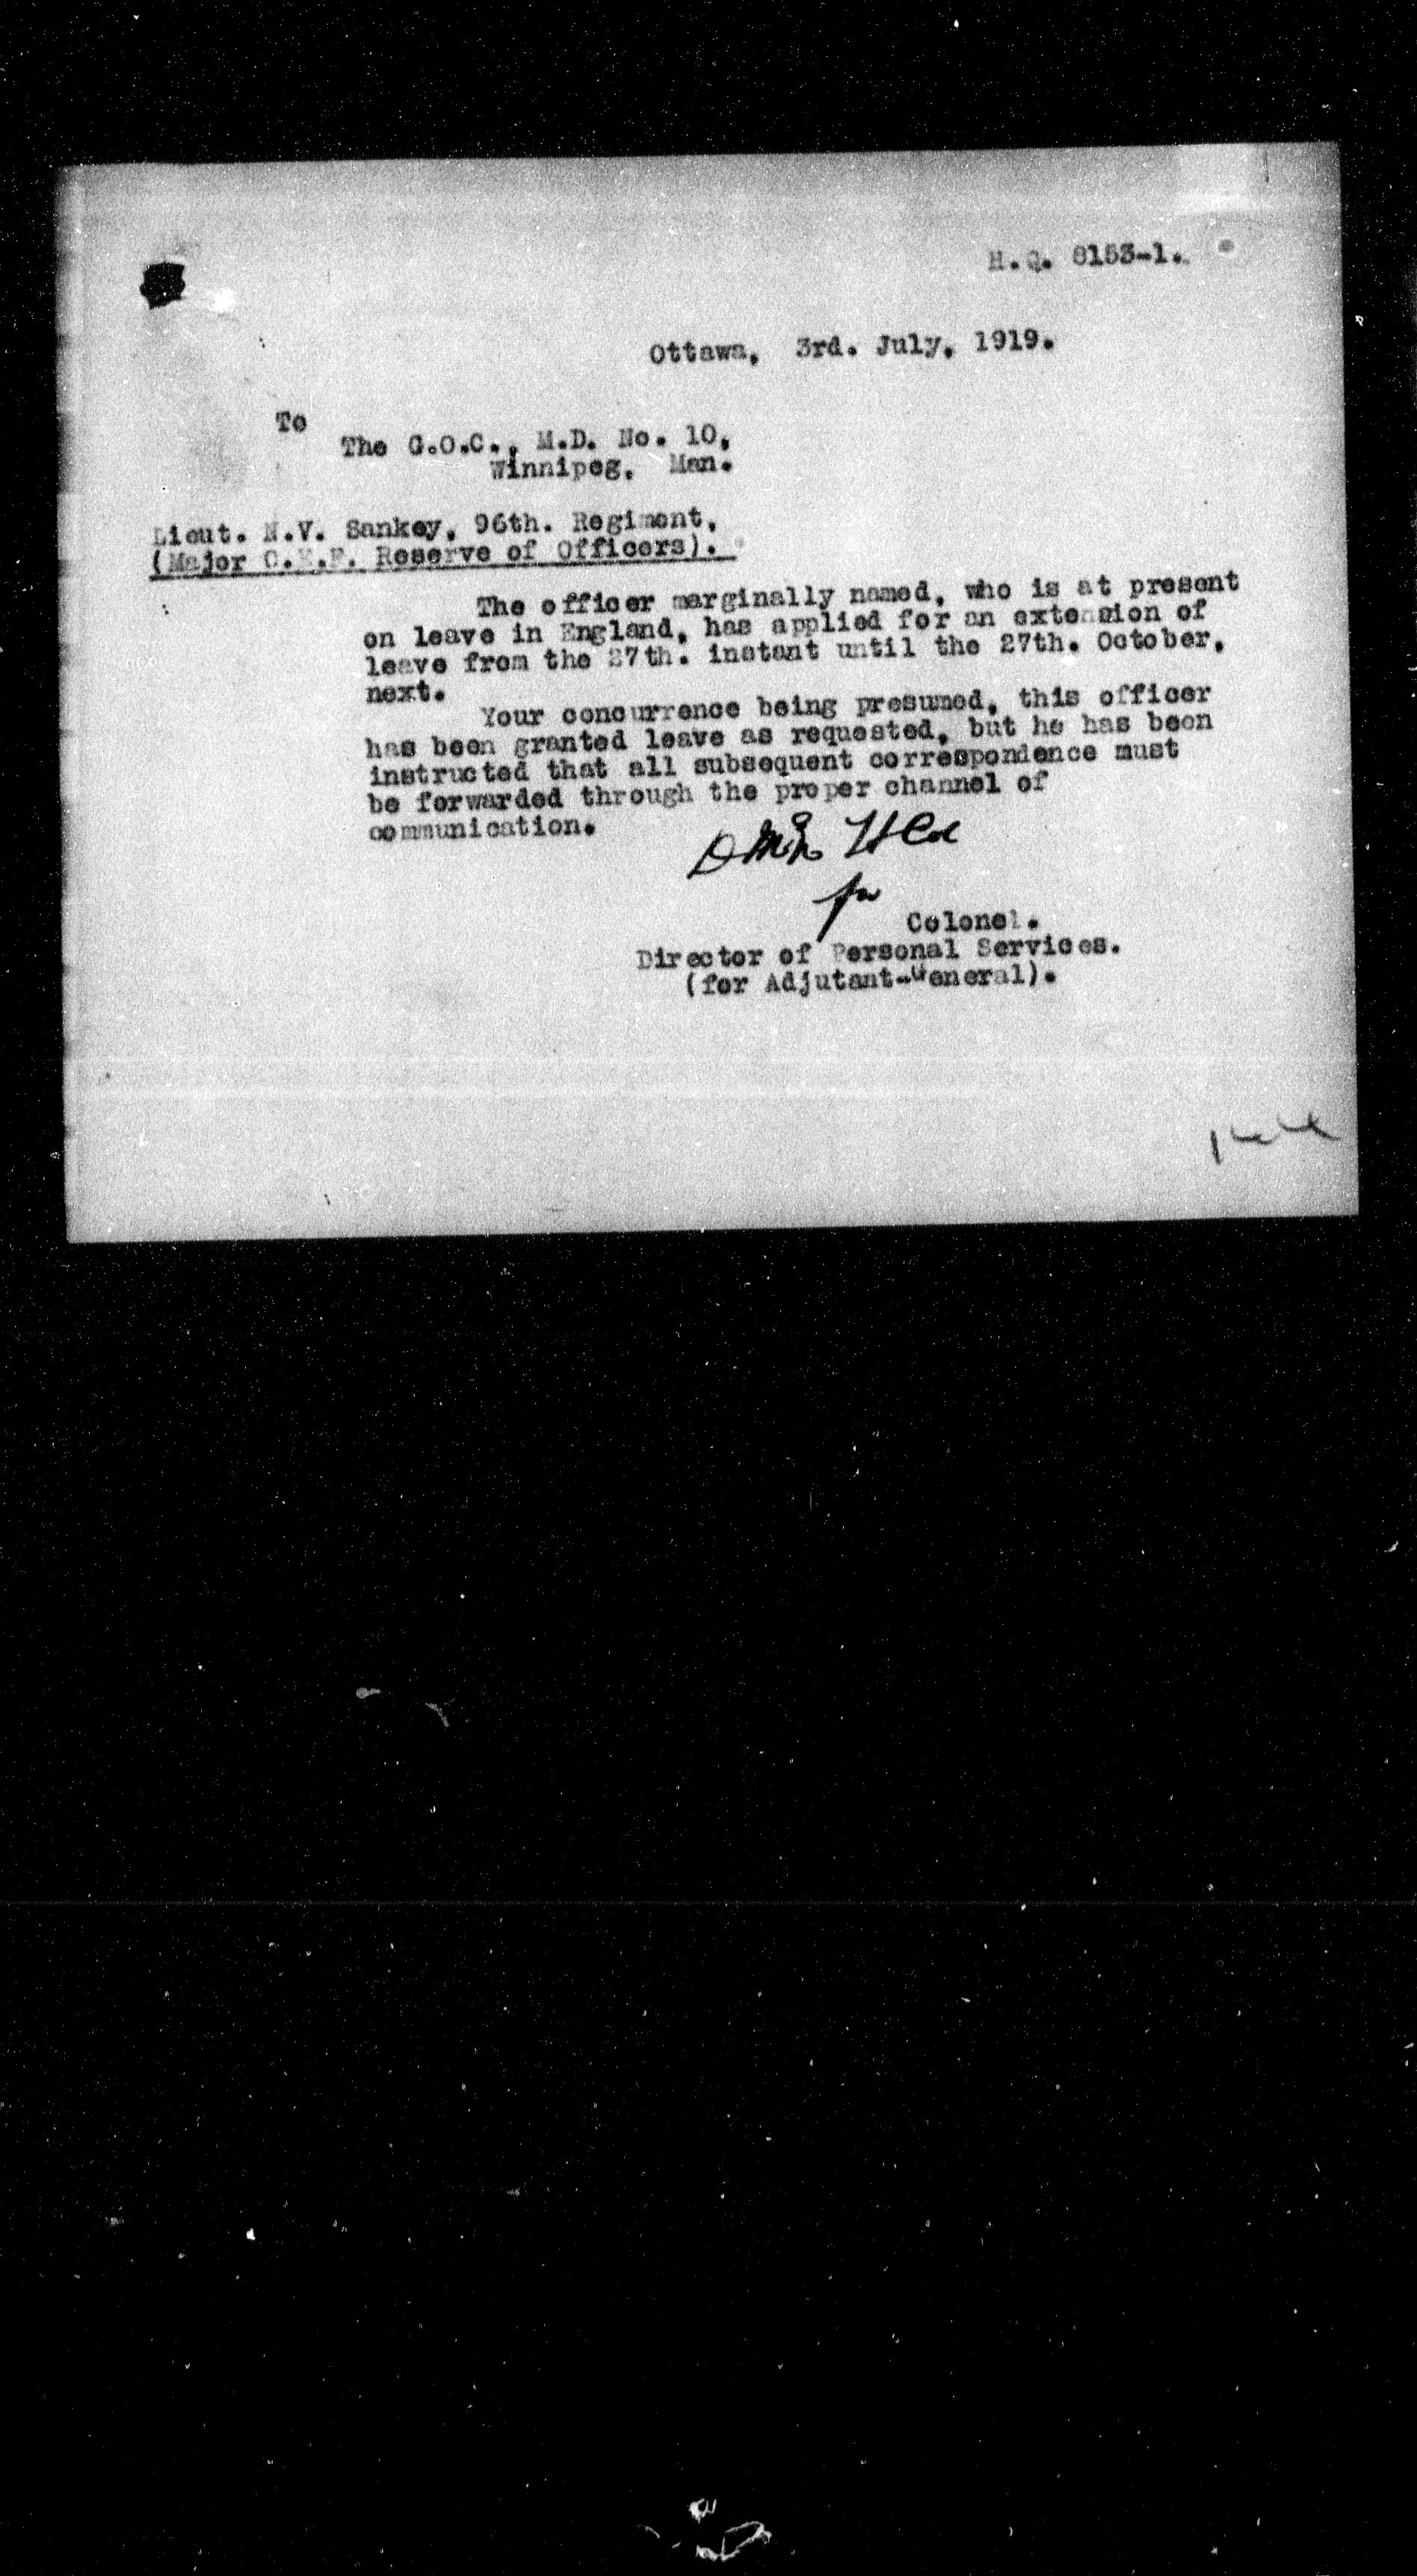 H.Q. 8153-1.
Ottawa, 3rd. July, 1919.
To
The G.O.C., M.D. No. 10,
Winnipeg, Man.
Lieut. N.V. Sankey, 96th. Regiment,
(Major C.E.F. Reserve of Officers).
The officer marginally named, who is at present
on leave in England, has applied for an extension of
leave from the 27th. instant until the 27th. October,
next.
Your concurrence being presumed, this officer
has been granted leave as requested, but he has been
instructed that all subsequent correspondence must
be forwarded through the proper channel of
communication.
for
Colonel.
Director of Personal Services.
(for Adjutant-General).